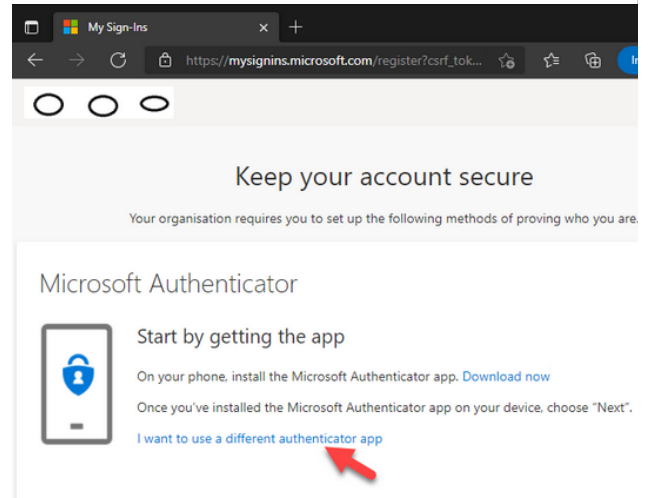 My Sign-Ins
https://mysignins.microsoft.com/register?csrf_tok...
Keep your account secure
Your organisation requires you to set up the following methods of proving who you are.
Microsoft Authenticator
Start by getting the app
On your phone, install the Microsoft Authenticator app. Download now
Once you've installed the Microsoft Authenticator app on your device, choose "Next".
I want to use a different authenticator app